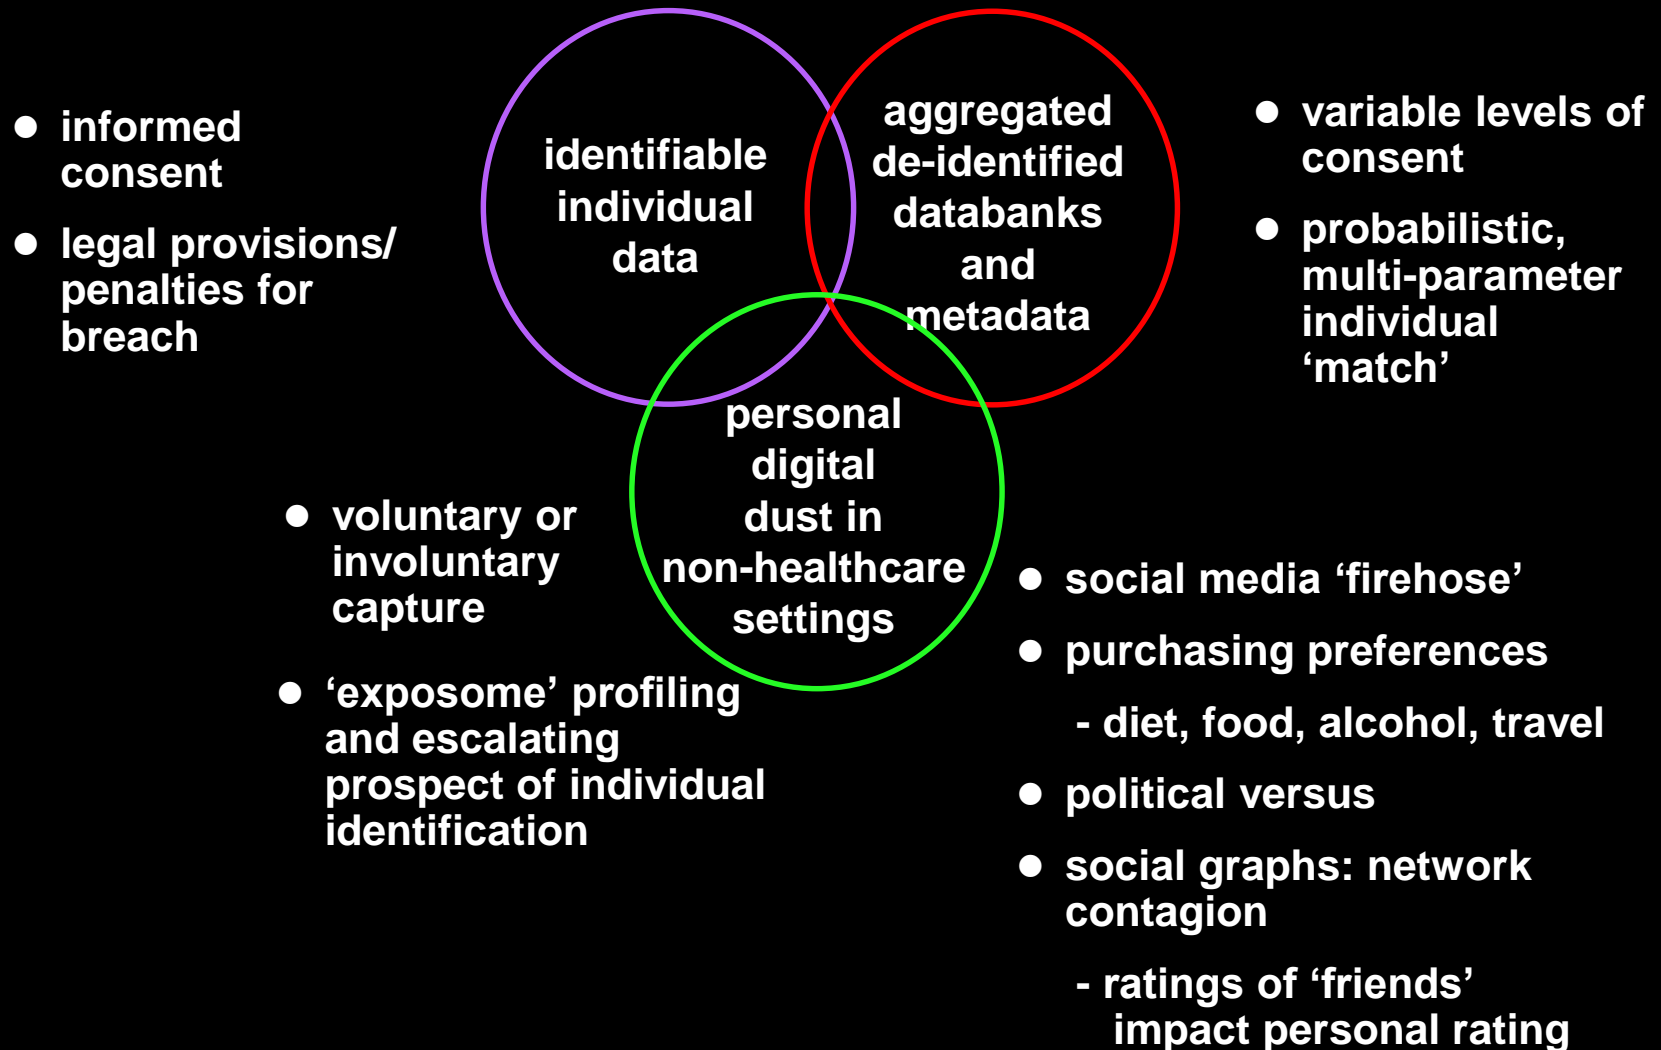 ● informed
consent
● legal provisions/
penalties for
breach
identifiable
individual
data
aggregated
de-identified
databanks
and
metadata
● variable levels of
consent
● probabilistic,
multi-parameter
individual
‘match’
personal
digital
dust in
non-healthcare
settings
● voluntary or
involuntary
capture
● ‘exposome’ profiling
and escalating
prospect of individual
identification
● social media ‘firehose’
● purchasing preferences
- diet, food, alcohol, travel
● political versus
● social graphs: network
contagion
- ratings of ‘friends’
impact personal rating